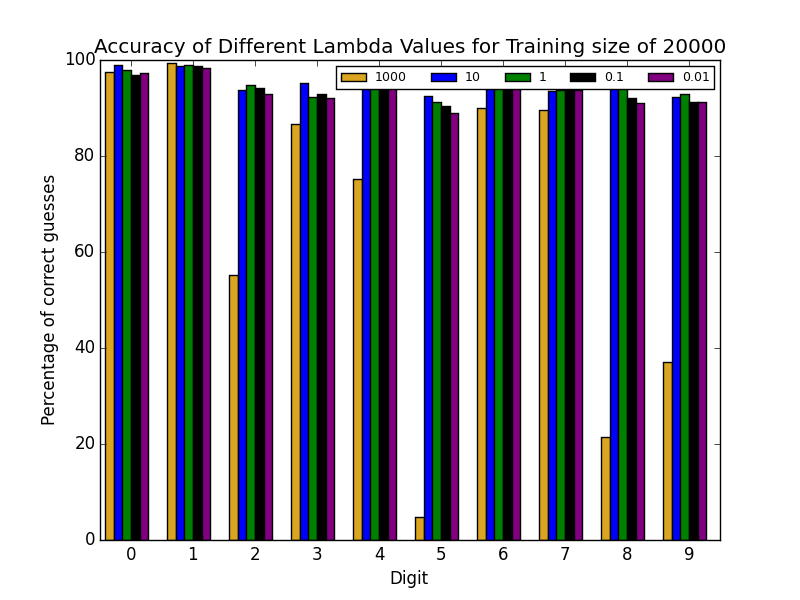 Accuracy of Different Lambda Values for Training size of 20000
100
1000 10 1 0.1 0.01
80
60
40
20
0
Percentage of correct guesses
0 1 2 3 4 5 6 7 8 9
Digit